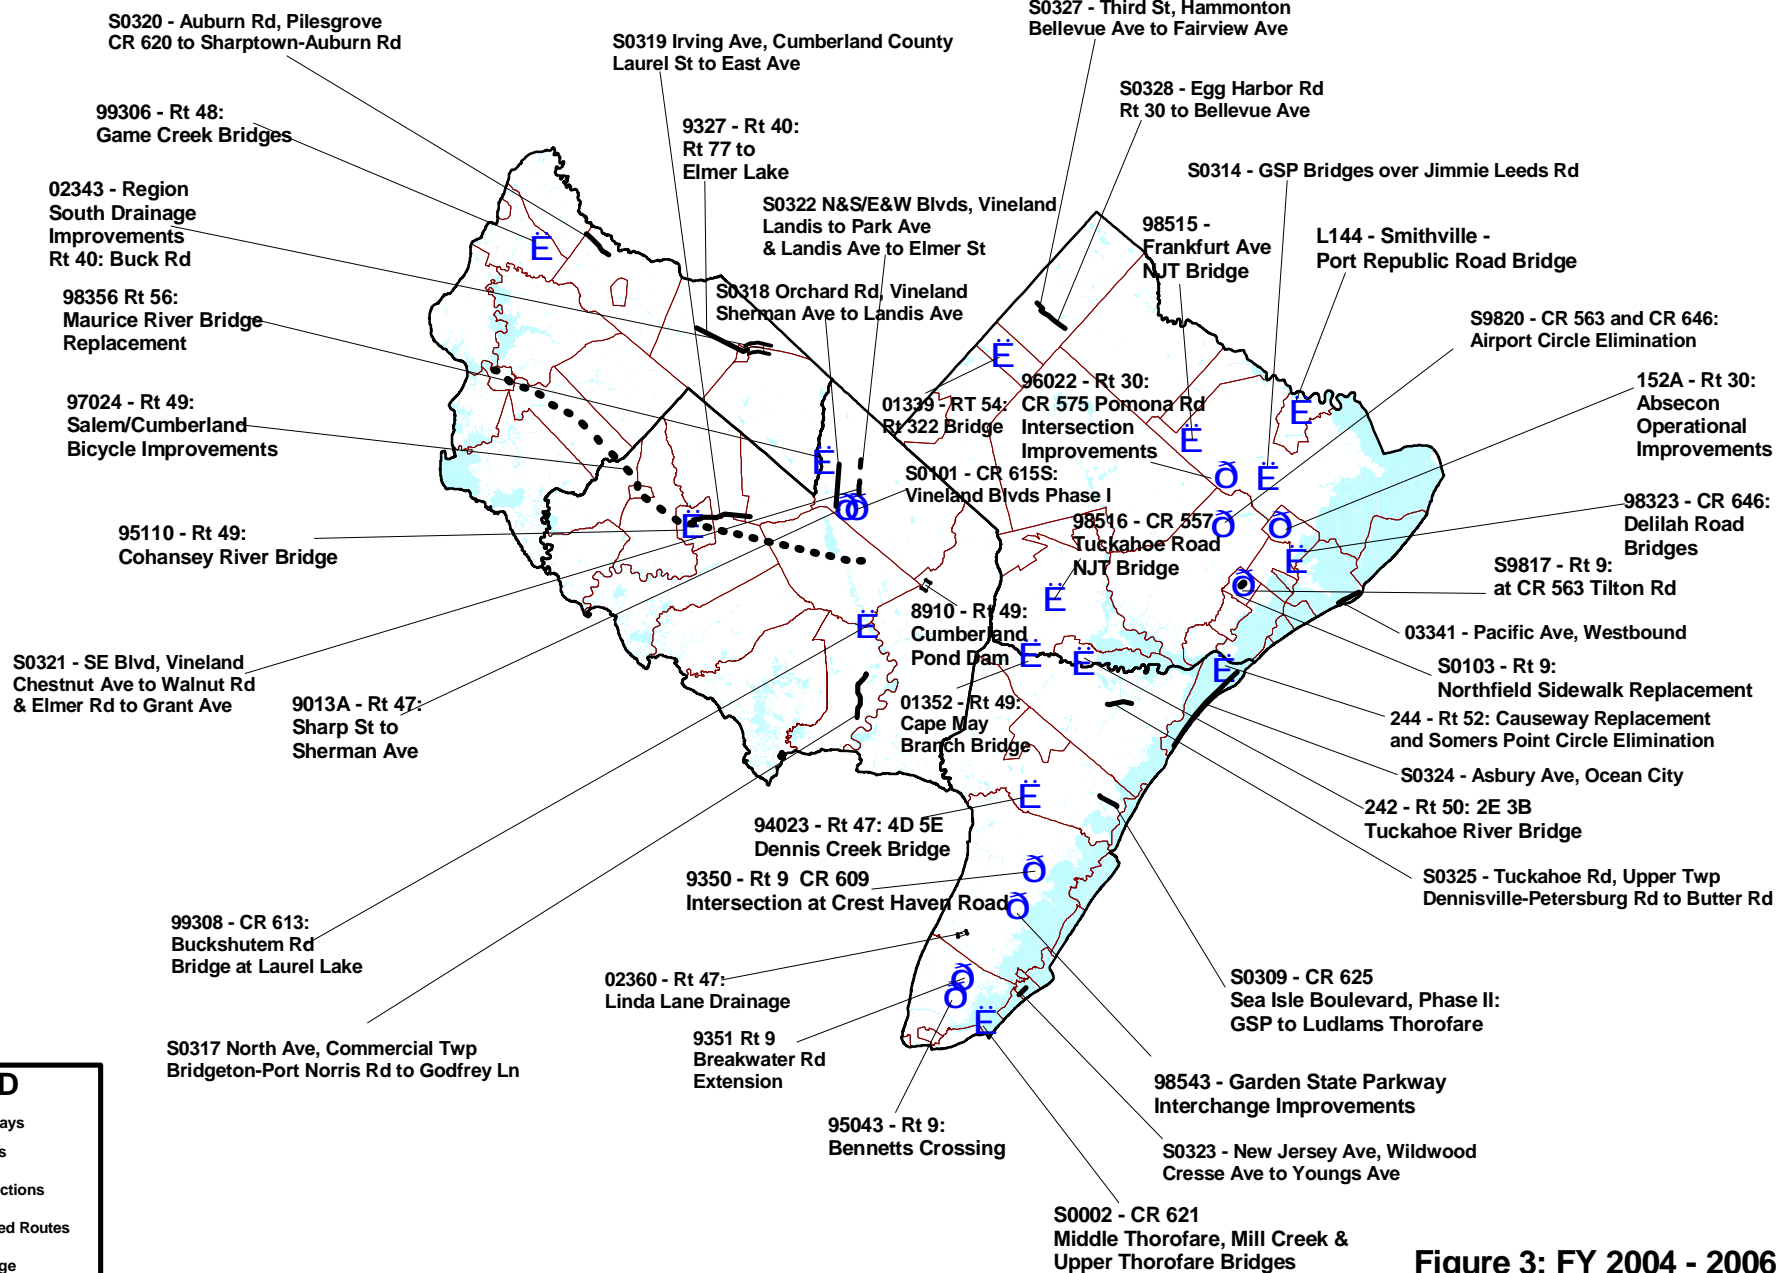 S0320 - Auburn Rd, Pilesgrove
CR 620 to Sharptown-Auburn Rd
S0319 Irving Ave, Cumberland County
Laurel St to East Ave
S0327 - Third St, Hammonton
Bellevue Ave to Fairview Ave
S0328 - Egg Harbor Rd
Rt 30 to Bellevue Ave
99306 - Rt 48:
Game Creek Bridges
9327 - Rt 40:
Rt 77 to
Elmer Lake
S0314 - GSP Bridges over Jimmie Leeds Rd
02343 - Region
South Drainage
Improvements
Rt 40: Buck Rd
S0322 N&S/E&W Blvds, Vineland
Landis to Park Ave
& Landis Ave to Elmer St
98515 -
Frankfurt Ave
NJT Bridge
L144 - Smithville -
Port Republic Road Bridge
98356 Rt 56:
Maurice River Bridge
Replacement
S0318 Orchard Rd, Vineland
Sherman Ave to Landis Ave
S9820 - CR 563 and CR 646:
Airport Circle Elimination
97024 - Rt 49:
Salem/Cumberland
Bicycle Improvements
01339 - RT 54:
Rt 322 Bridge
96022 - Rt 30:
CR 575 Pomona Rd
Intersection
Improvements
152A - Rt 30:
Absecon
Operational
Improvements
S0101 - CR 615S:
Vineland Blvds Phase I
98323 - CR 646:
Delilah Road
Bridges
95110 - Rt 49:
Cohansey River Bridge
98516 - CR 557
Tuckahoe Road
NJT Bridge
S9817 - Rt 9:
at CR 563 Tilton Rd
8910 - Rt 49:
Cumberland
Pond Dam
03341 - Pacific Ave, Westbound
S0321 - SE Blvd, Vineland
Chestnut Ave to Walnut Rd
& Elmer Rd to Grant Ave
S0103 - Rt 9:
Northfield Sidewalk Replacement
9013A - Rt 47:
Sharp St to
Sherman Ave
01352 - Rt 49:
Cape May
Branch Bridge
244 - Rt 52: Causeway Replacement
and Somers Point Circle Elimination
S0324 - Asbury Ave, Ocean City
94023 - Rt 47: 4D 5E
Dennis Creek Bridge
242 - Rt 50: 2E 3B
Tuckahoe River Bridge
9350 - Rt 9 CR 609
Intersection at Crest Haven Road
S0325 - Tuckahoe Rd, Upper Twp
Dennisville-Petersburg Rd to Butter Rd
99308 - CR 613:
Buckshutem Rd
Bridge at Laurel Lake
02360 - Rt 47:
Linda Lane Drainage
S0309 - CR 625
Sea Isle Boulevard, Phase II:
GSP to Ludlams Thorofare
S0317 North Ave, Commercial Twp
Bridgeton-Port Norris Rd to Godfrey Ln
9351 Rt 9
Breakwater Rd
Extension
98543 - Garden State Parkway
Interchange Improvements
95043 - Rt 9:
Bennetts Crossing
S0323 - New Jersey Ave, Wildwood
Cresse Ave to Youngs Ave
S0002 - CR 621
Middle Thorofare, Mill Creek &
Upper Thorofare Bridges
D
ays
s
ctions
ed Routes
ge
Figure 3: FY 2004 - 2006